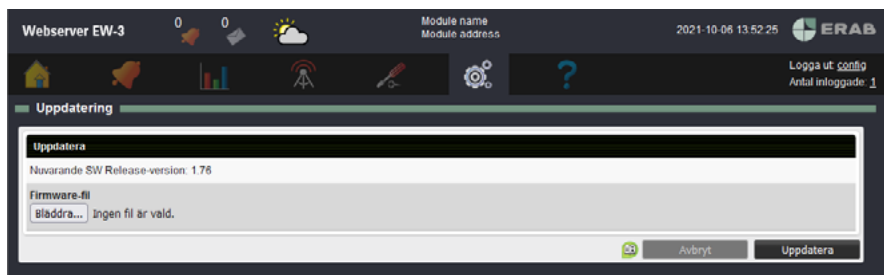 Webserver EW-3
0
0
Module name
Module address
2021-10-06 13:52:25
ERAB
?
Logga ut: config
Antal inloggade: 1
Uppdatering
Uppdatera
Nuvarande SW Release-version: 1.76
Firmware-fil
Bläddra... Ingen fil är vald.
Avbryt
Uppdatera